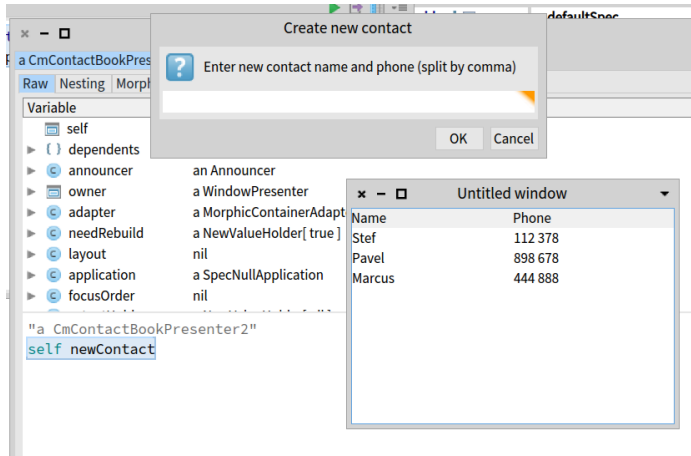 defaultSpec
Create new contact
a CmContactBookPres
Enter new contact name and phone (split by comma)
Raw Nesting Morph
Variable
OK Cancel
self
dependents
announcer an Announcer
owner a WindowPresenter
adapter a MorphicContainerAdapt
needRebuild a NewValueHolder[ true ]
layout nil
application a SpecNullApplication
focusOrder nil
Untitled window
Name Phone
Stef 112 378
Pavel 898 678
Marcus 444 888
"a CmContactBookPresenter2"
self newContact